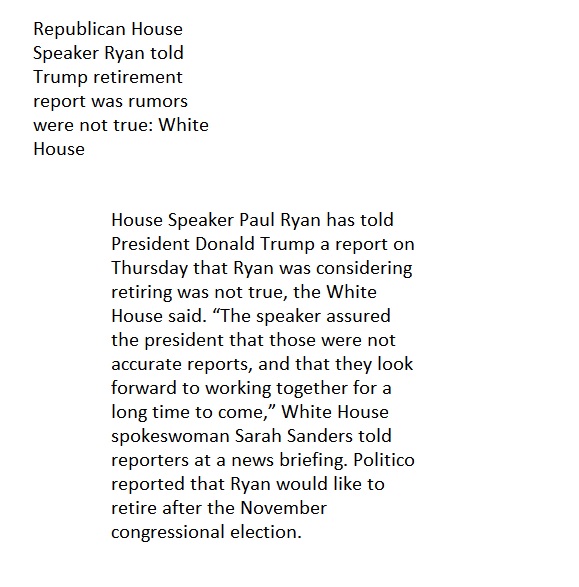 Republican House
Speaker Ryan told
Trump retirement
report was rumors
were not true: White
House
House Speaker Paul Ryan has told
President Donald Trump a report on
Thursday that Ryan was considering
retiring was not true, the White
House said. “The speaker assured
the president that those were not
accurate reports, and that they look
forward to working together for a
long time to come,” White House
spokeswoman Sarah Sanders told
reporters at a news briefing. Politico
reported that Ryan would like to
retire after the November
congressional election.